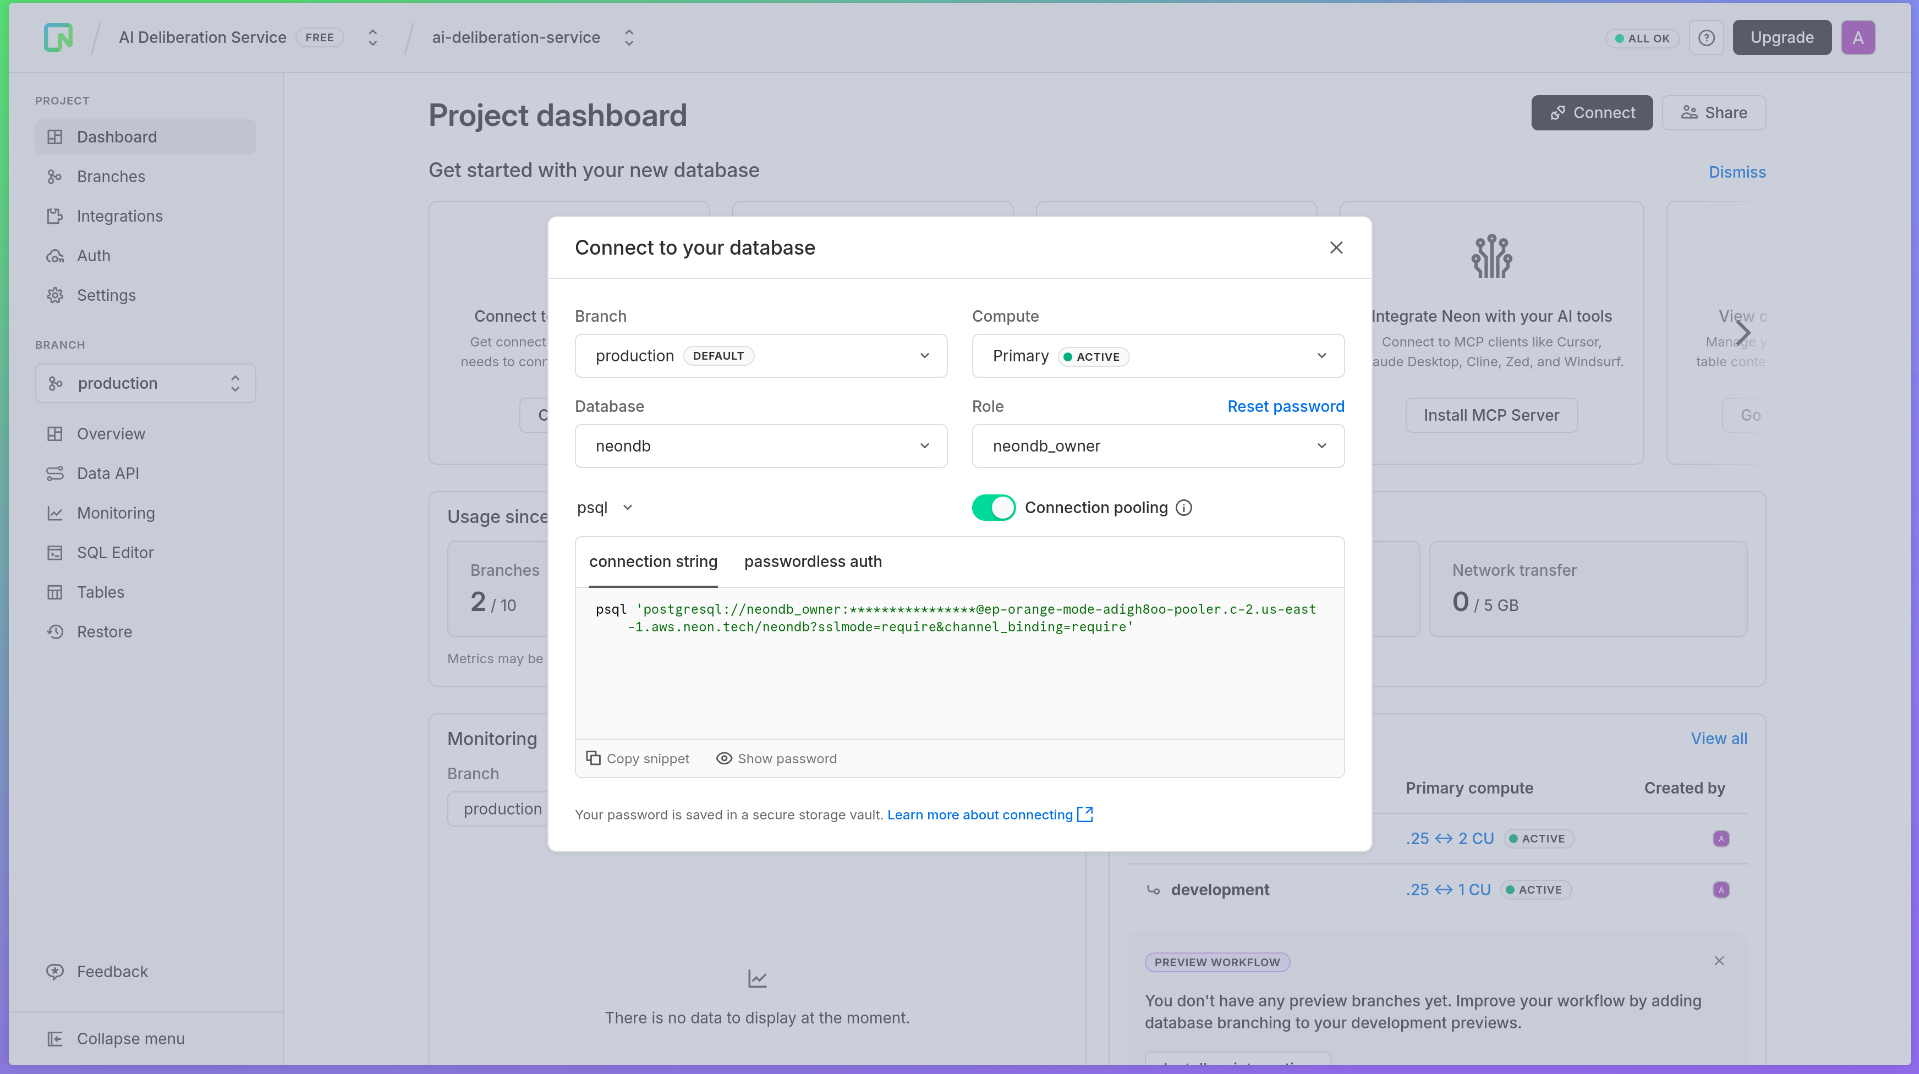 AI Deliberation Service FREE
ai-deliberation-service
ALL OK
Upgrade
A
PROJECT
Dashboard
Branches
Integrations
Auth
Settings
BRANCH
production
Overview
Data API
Monitoring
SQL Editor
Tables
Restore
Feedback
Collapse menu
Project dashboard
Connect
Share
Get started with your new database
Dismiss
Connect t
Get connect
needs to conn
C
Integrate Neon with your AI tools
Connect to MCP clients like Cursor,
aude Desktop, Cline, Zed, and Windsurf.
Install MCP Server
View d
Manage y
table conte
Go
Usage since
Branches
2 / 10
Metrics may be
Network transfer
0 / 5 GB
Monitoring
Branch
production
There is no data to display at the moment.
View all
Primary compute
Created by
.25 ↔ 2 CU ACTIVE
A
development
.25 ↔ 1 CU ACTIVE
A
PREVIEW WORKFLOW
You don't have any preview branches yet. Improve your workflow by adding
database branching to your development previews.
Connect to your database
Branch
production DEFAULT
Compute
Primary ACTIVE
Database
neondb
Role
Reset password
neondb_owner
psql
Connection pooling
connection string
passwordless auth
psql 'postgresql://neondb_owner:****************@ep-orange-mode-adigh8oo-pooler.c-2.us-east
-1.aws.neon.tech/neondb?sslmode=require&channel_binding=require'
Copy snippet
Show password
Your password is saved in a secure storage vault. Learn more about connecting